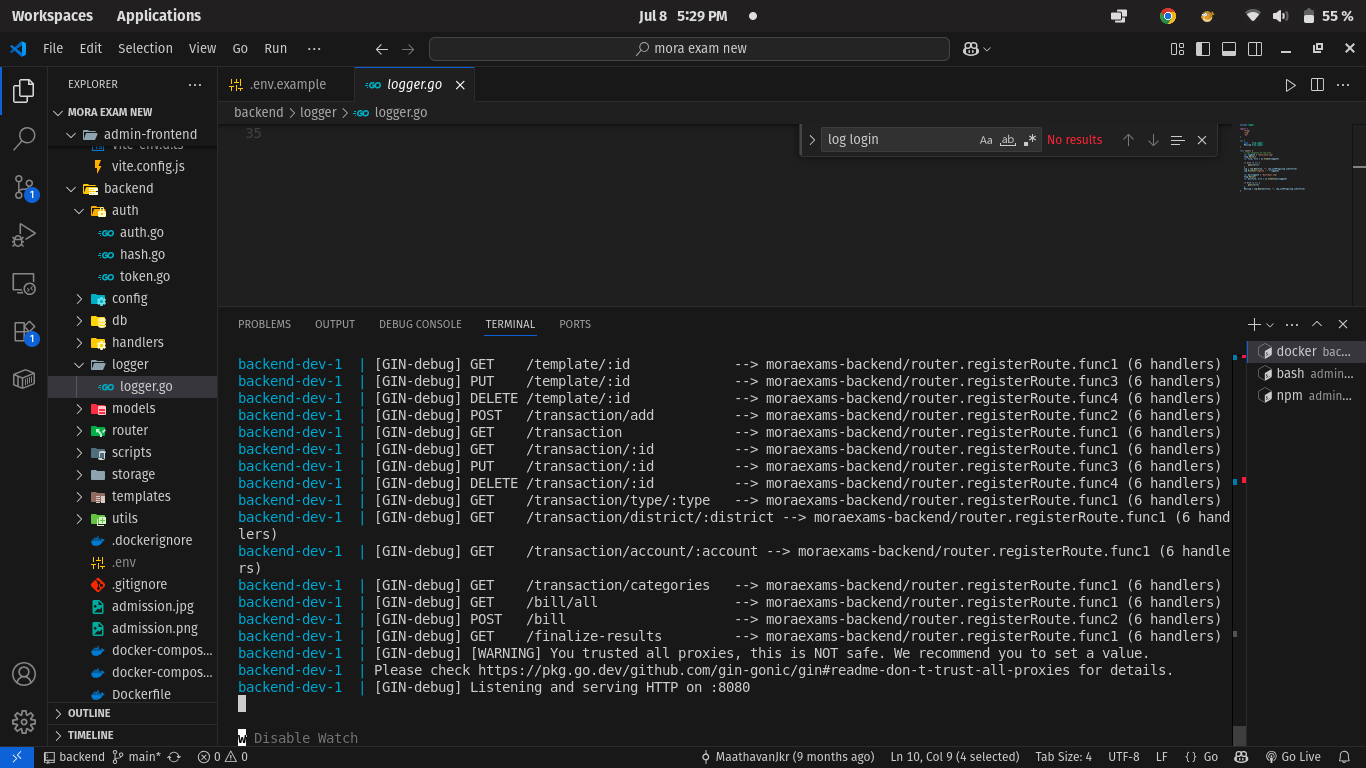 Workspaces Applications Jul 8 5:29 PM 55 %
File Edit Selection View Go Run ··· mora exam new
EXPLORER ··· .env.example logger.go
MORA EXAM NEW backend > logger > logger.go
admin-frontend 35 log login Aa ab No results
vite-env.d.ts
vite.config.js
backend
auth
auth.go
hash.go
token.go
config
db
handlers
logger
logger.go
models
router
scripts
storage
templates
utils
.dockerignore
.env
.gitignore
admission.jpg
admission.png
docker-compos...
docker-compos...
Dockerfile
OUTLINE
TIMELINE
PROBLEMS OUTPUT DEBUG CONSOLE TERMINAL PORTS
backend-dev-1 | [GIN-debug] GET /template/:id --> moraexams-backend/router.registerRoute.func1 (6 handlers)
backend-dev-1 | [GIN-debug] PUT /template/:id --> moraexams-backend/router.registerRoute.func3 (6 handlers)
backend-dev-1 | [GIN-debug] DELETE /template/:id --> moraexams-backend/router.registerRoute.func4 (6 handlers)
backend-dev-1 | [GIN-debug] POST /transaction/add --> moraexams-backend/router.registerRoute.func2 (6 handlers)
backend-dev-1 | [GIN-debug] GET /transaction --> moraexams-backend/router.registerRoute.func1 (6 handlers)
backend-dev-1 | [GIN-debug] GET /transaction/:id --> moraexams-backend/router.registerRoute.func1 (6 handlers)
backend-dev-1 | [GIN-debug] PUT /transaction/:id --> moraexams-backend/router.registerRoute.func3 (6 handlers)
backend-dev-1 | [GIN-debug] DELETE /transaction/:id --> moraexams-backend/router.registerRoute.func4 (6 handlers)
backend-dev-1 | [GIN-debug] GET /transaction/type/:type --> moraexams-backend/router.registerRoute.func1 (6 handlers)
backend-dev-1 | [GIN-debug] GET /transaction/district/:district --> moraexams-backend/router.registerRoute.func1 (6 hand
lers)
backend-dev-1 | [GIN-debug] GET /transaction/account/:account --> moraexams-backend/router.registerRoute.func1 (6 handle
rs)
backend-dev-1 | [GIN-debug] GET /transaction/categories --> moraexams-backend/router.registerRoute.func1 (6 handlers)
backend-dev-1 | [GIN-debug] GET /bill/all --> moraexams-backend/router.registerRoute.func1 (6 handlers)
backend-dev-1 | [GIN-debug] POST /bill --> moraexams-backend/router.registerRoute.func2 (6 handlers)
backend-dev-1 | [GIN-debug] GET /finalize-results --> moraexams-backend/router.registerRoute.func1 (6 handlers)
backend-dev-1 | [GIN-debug] [WARNING] You trusted all proxies, this is NOT safe. We recommend you to set a value.
backend-dev-1 | Please check https://pkg.go.dev/github.com/gin-gonic/gin#readme-don-t-trust-all-proxies for details.
backend-dev-1 | [GIN-debug] Listening and serving HTTP on :8080
w Disable Watch
docker bac...
bash admin...
npm admin...
1
1
backend main* 0 0 MaathavanJkr (9 months ago) Ln 10, Col 9 (4 selected) Tab Size: 4 UTF-8 LF { } Go Go Live